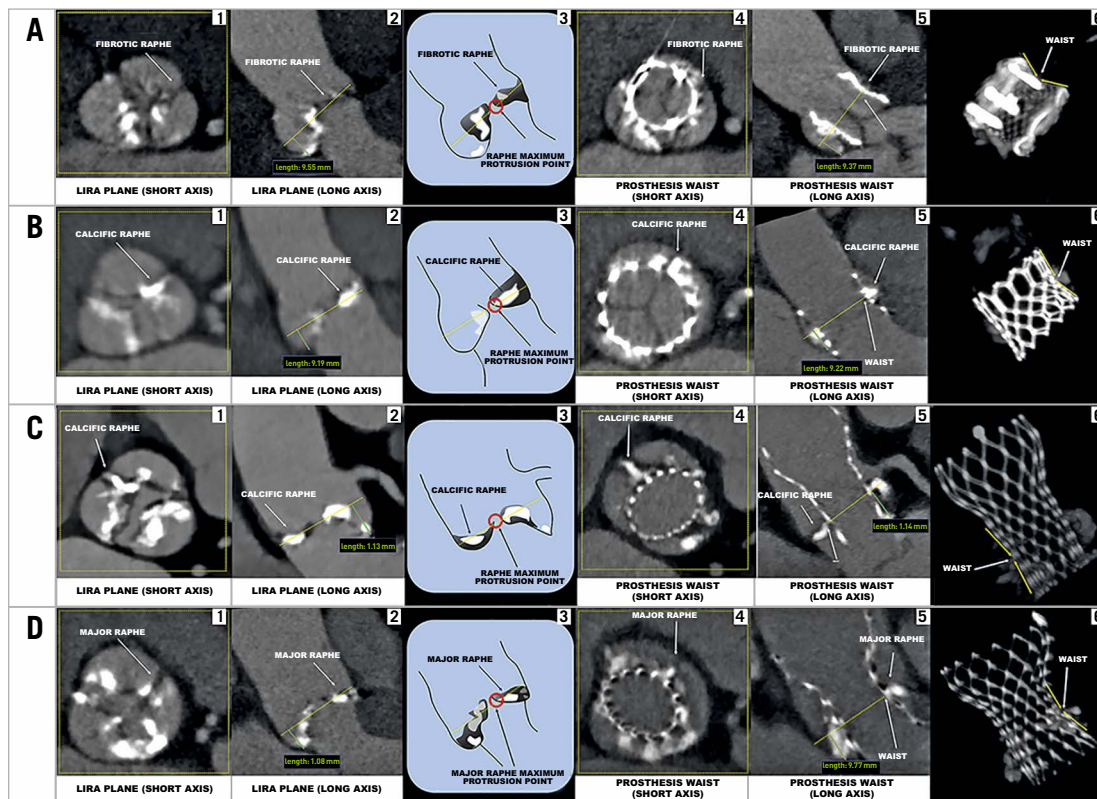 A
1
FIBROTIC RAPHE
LIRA PLANE (SHORT AXIS)
2
FIBROTIC RAPHE
length: 9.55 mm
LIRA PLANE (LONG AXIS)
3
FIBROTIC RAPHE
RAPHE MAXIMUM
PROTRUSION POINT
4
FIBROTIC RAPHE
PROSTHESIS WAIST
(SHORT AXIS)
5
FIBROTIC RAPHE
length: 9.37 mm
PROSTHESIS WAIST
(LONG AXIS)
6
WAIST
B
1
CALCIFIC RAPHE
LIRA PLANE (SHORT AXIS)
2
CALCIFIC RAPHE
length: 9.19 mm
LIRA PLANE (LONG AXIS)
3
CALCIFIC RAPHE
RAPHE MAXIMUM
PROTRUSION POINT
4
CALCIFIC RAPHE
PROSTHESIS WAIST
(SHORT AXIS)
5
CALCIFIC RAPHE
length: 9.22 mm
WAIST
PROSTHESIS WAIST
(LONG AXIS)
6
WAIST
C
1
CALCIFIC RAPHE
LIRA PLANE (SHORT AXIS)
2
CALCIFIC RAPHE
length: 1.13 mm
LIRA PLANE (LONG AXIS)
3
CALCIFIC RAPHE
RAPHE MAXIMUM
PROTRUSION POINT
4
CALCIFIC RAPHE
PROSTHESIS WAIST
(SHORT AXIS)
5
CALCIFIC RAPHE
length: 1.14 mm
PROSTHESIS WAIST
(LONG AXIS)
6
WAIST
D
1
MAJOR RAPHE
LIRA PLANE (SHORT AXIS)
2
MAJOR RAPHE
length: 1.08 mm
LIRA PLANE (LONG AXIS)
3
MAJOR RAPHE
MAJOR RAPHE MAXIMUM
PROTRUSION POINT
4
MAJOR RAPHE
PROSTHESIS WAIST
(SHORT AXIS)
5
MAJOR RAPHE
length: 9.77 mm
WAIST
PROSTHESIS WAIST
(LONG AXIS)
6
WAIST